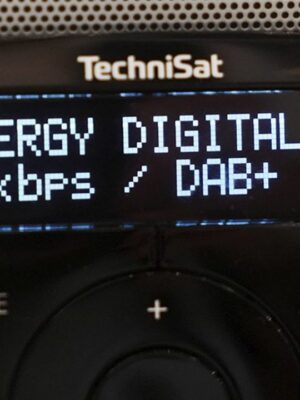 TechniSat
ERGY DIGITAL
kbps / DAB+
E
+